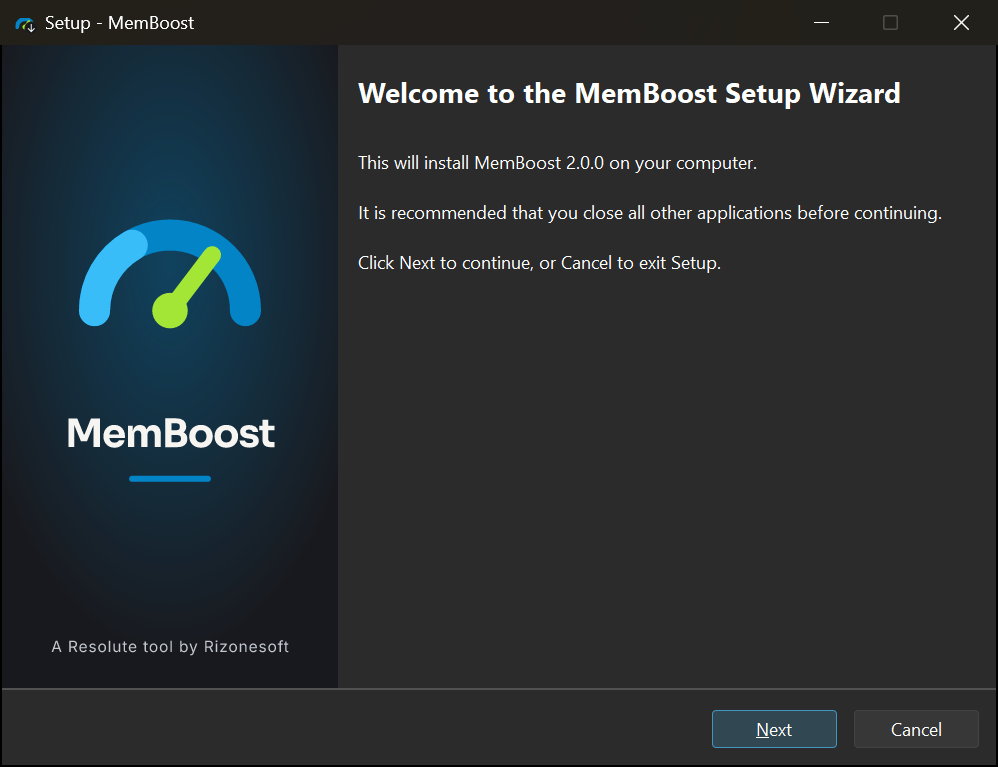 Setup - MemBoost
Welcome to the MemBoost Setup Wizard
This will install MemBoost 2.0.0 on your computer.
It is recommended that you close all other applications before continuing.
Click Next to continue, or Cancel to exit Setup.
MemBoost
A Resolute tool by Rizonesoft
Next
Cancel